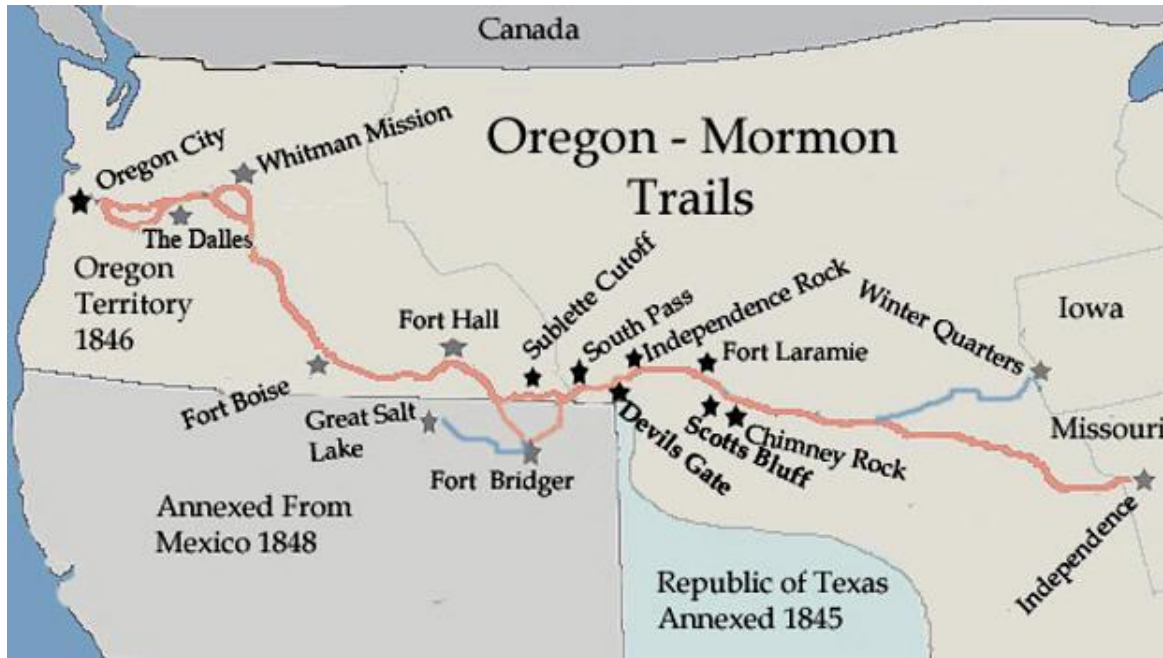 Canada
Oregon - Mormon
Trails
Oregon City
Whitman Mission
The Dalles
Oregon
Territory
1846
Fort Hall
Sublette Cutoff
South Pass
Independence Rock
Fort Laramie
Winter Quarters
Iowa
Fort Boise
Great Salt
Lake
Fort Bridger
Devils Gate
Scotts Bluff
Chimney Rock
Missouri
Independence
Annexed From
Mexico 1848
Republic of Texas
Annexed 1845